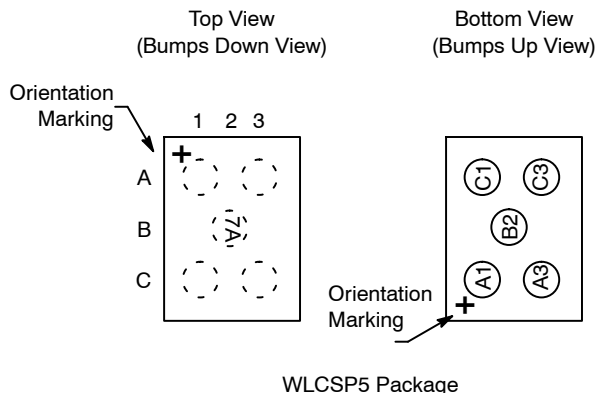 Top View
(Bumps Down View)
Orientation
Marking
1 2 3
A
B
C
7A
Bottom View
(Bumps Up View)
C1 C3
B2
A1 A3
Orientation
Marking
WLCSP5 Package